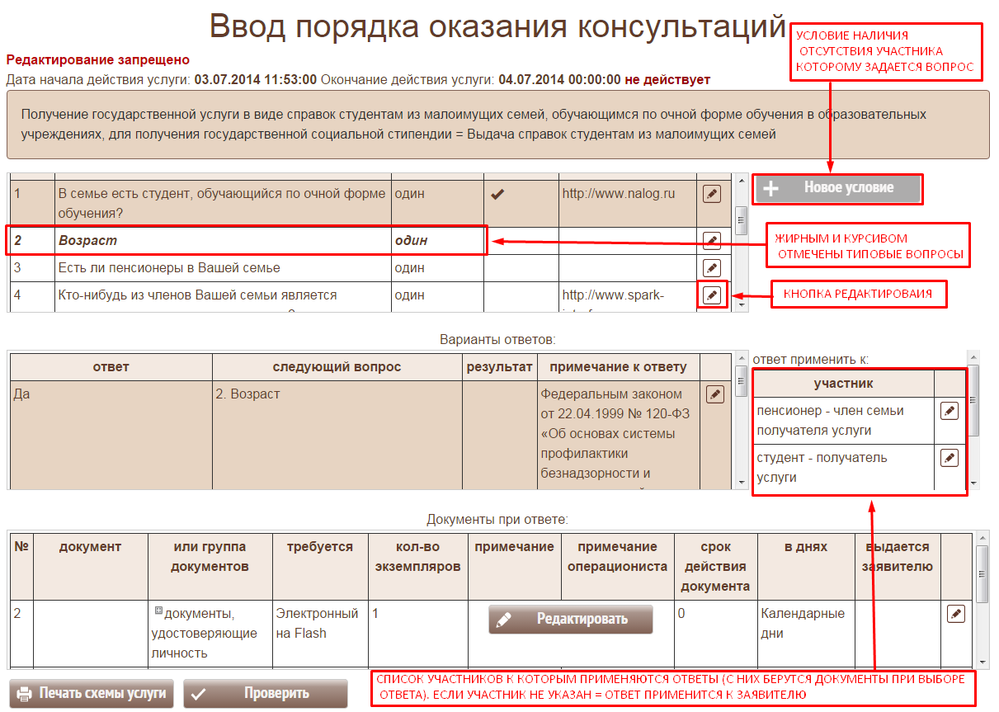 Ввод порядка оказания консультаций
УСЛОВИЕ НАЛИЧИЯ
ОТСУТСТВИЯ УЧАСТНИКА
КОТОРОМУ ЗАДАЕТСЯ ВОПРОС
Редактирование запрещено
Дата начала действия услуги: 03.07.2014 11:53:00 Окончание действия услуги: 04.07.2014 00:00:00 не действует
Получение государственной услуги в виде справок студентам из малоимущих семей, обучающимся по очной форме обучения в образовательных
учреждениях, для получения государственной социальной стипендии = Выдача справок студентам из малоимущих семей
1 В семье есть студент, обучающийся по очной форме один http://www.nalog.ru
обучения?
Новое условие
2 Возраст один
ЖИРНЫМ И КУРСИВОМ
ОТМЕЧЕНЫ ТИПОВЫЕ ВОПРОСЫ
3 Есть ли пенсионеры в Вашей семье один
4 Кто-нибудь из членов Вашей семьи является один http://www.spark-
КНОПКА РЕДАКТИРОВАИЯ
Варианты ответов:
ответ следующий вопрос результат примечание к ответу
Да 2. Возраст Федеральным законом
от 22.04.1999 № 120-ФЗ
«Об основах системы
профилактики
безнадзорности и
ответ применить к:
участник
пенсионер - член семьи
получателя услуги
студент - получатель
услуги
Документы при ответе:
№ документ или группа требуется кол-во примечание примечание срок в днях выдается
документов экземпляров операциониста действия заявителю
документа
2 документы, Электронный 1 Редактировать 0 Календарные
удостоверяющие на Flash дни
личность
Печать схемы услуги Проверить
СПИСОК УЧАСТНИКОВ К КОТОРЫМ ПРИМЕНЯЮТСЯ ОТВЕТЫ (С НИХ БЕРУТСЯ ДОКУМЕНТЫ ПРИ ВЫБОРЕ
ОТВЕТА). ЕСЛИ УЧАСТНИК НЕ УКАЗАН = ОТВЕТ ПРИМЕНИТСЯ К ЗАЯВИТЕЛЮ